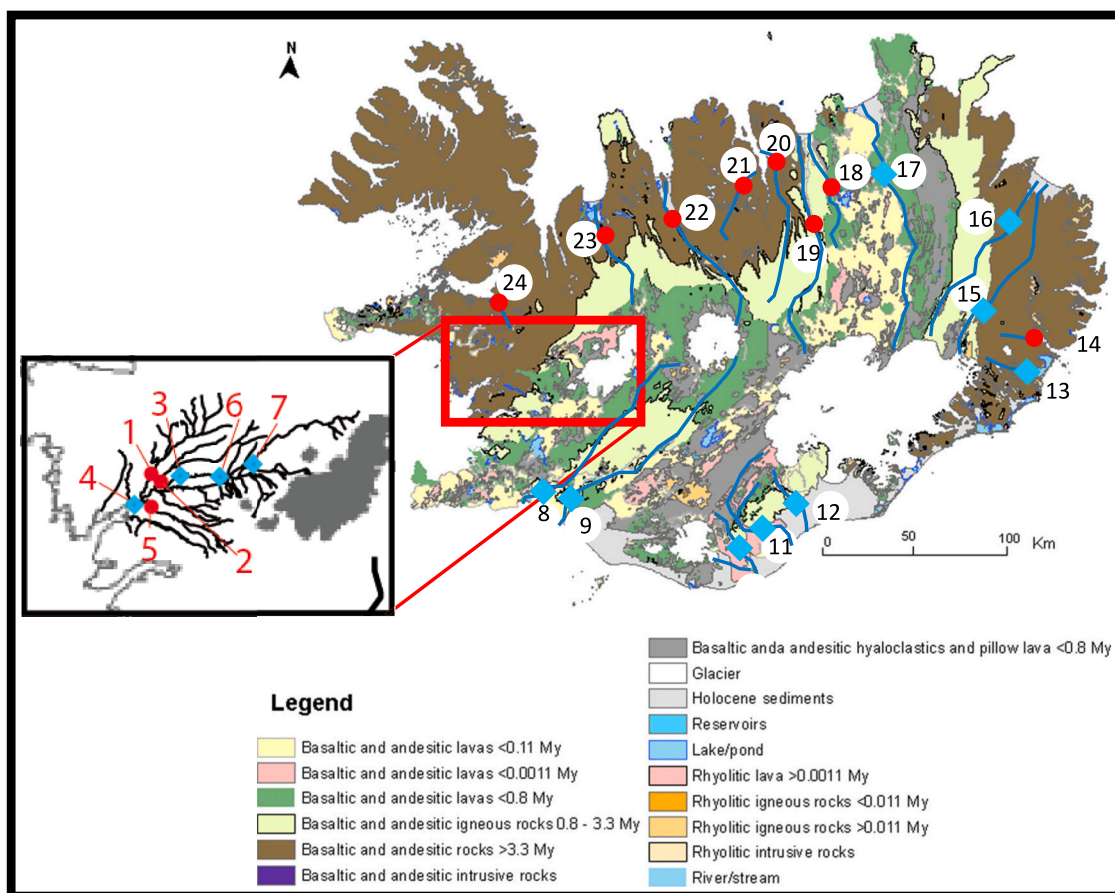 N
20
21
18
17
22
16
23
19
24
15
14
13
3
6
7
1
4
5
2
8
9
12
11
0
50
100
Km
Legend
Basaltic and andesitic lavas <0.11 My
Basaltic and andesitic lavas <0.0011 My
Basaltic and andesitic lavas <0.8 My
Basaltic and andesitic igneous rocks 0.8 - 3.3 My
Basaltic and andesitic rocks >3.3 My
Basaltic and andesitic intrusive rocks
Basaltic anda andesitic hyaloclastics and pillow lava <0.8 My
Glacier
Holocene sediments
Reservoirs
Lake/pond
Rhyolitic lava >0.0011 My
Rhyolitic igneous rocks <0.011 My
Rhyolitic igneous rocks >0.011 My
Rhyolitic intrusive rocks
River/stream